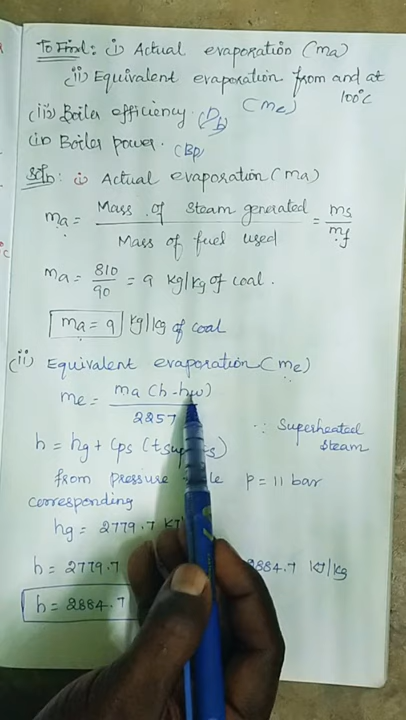 To Find: i) Actual evaporation (ma)
ii) Equivalent evaporation from and at 100°c
(me)
(iii) Boiler efficiency.
(iv) Boiler power. (BP)
Soln: i) Actual evaporation (ma)
ma = Mass of steam generated / Mass of fuel used = ms / mf
ma = 810 / 90 = 9 kg/kg of coal.
ma = 9 kg/kg of coal
(ii) Equivalent evaporation (me)
me = ma (h - hw) / 2257
∵ Superheated steam
h = hg + Cps (tsup
from pressure p = 11 bar
corresponding
hg = 2779.7
h = 2779.7 2884.7 kJ/kg
h = 2884.7